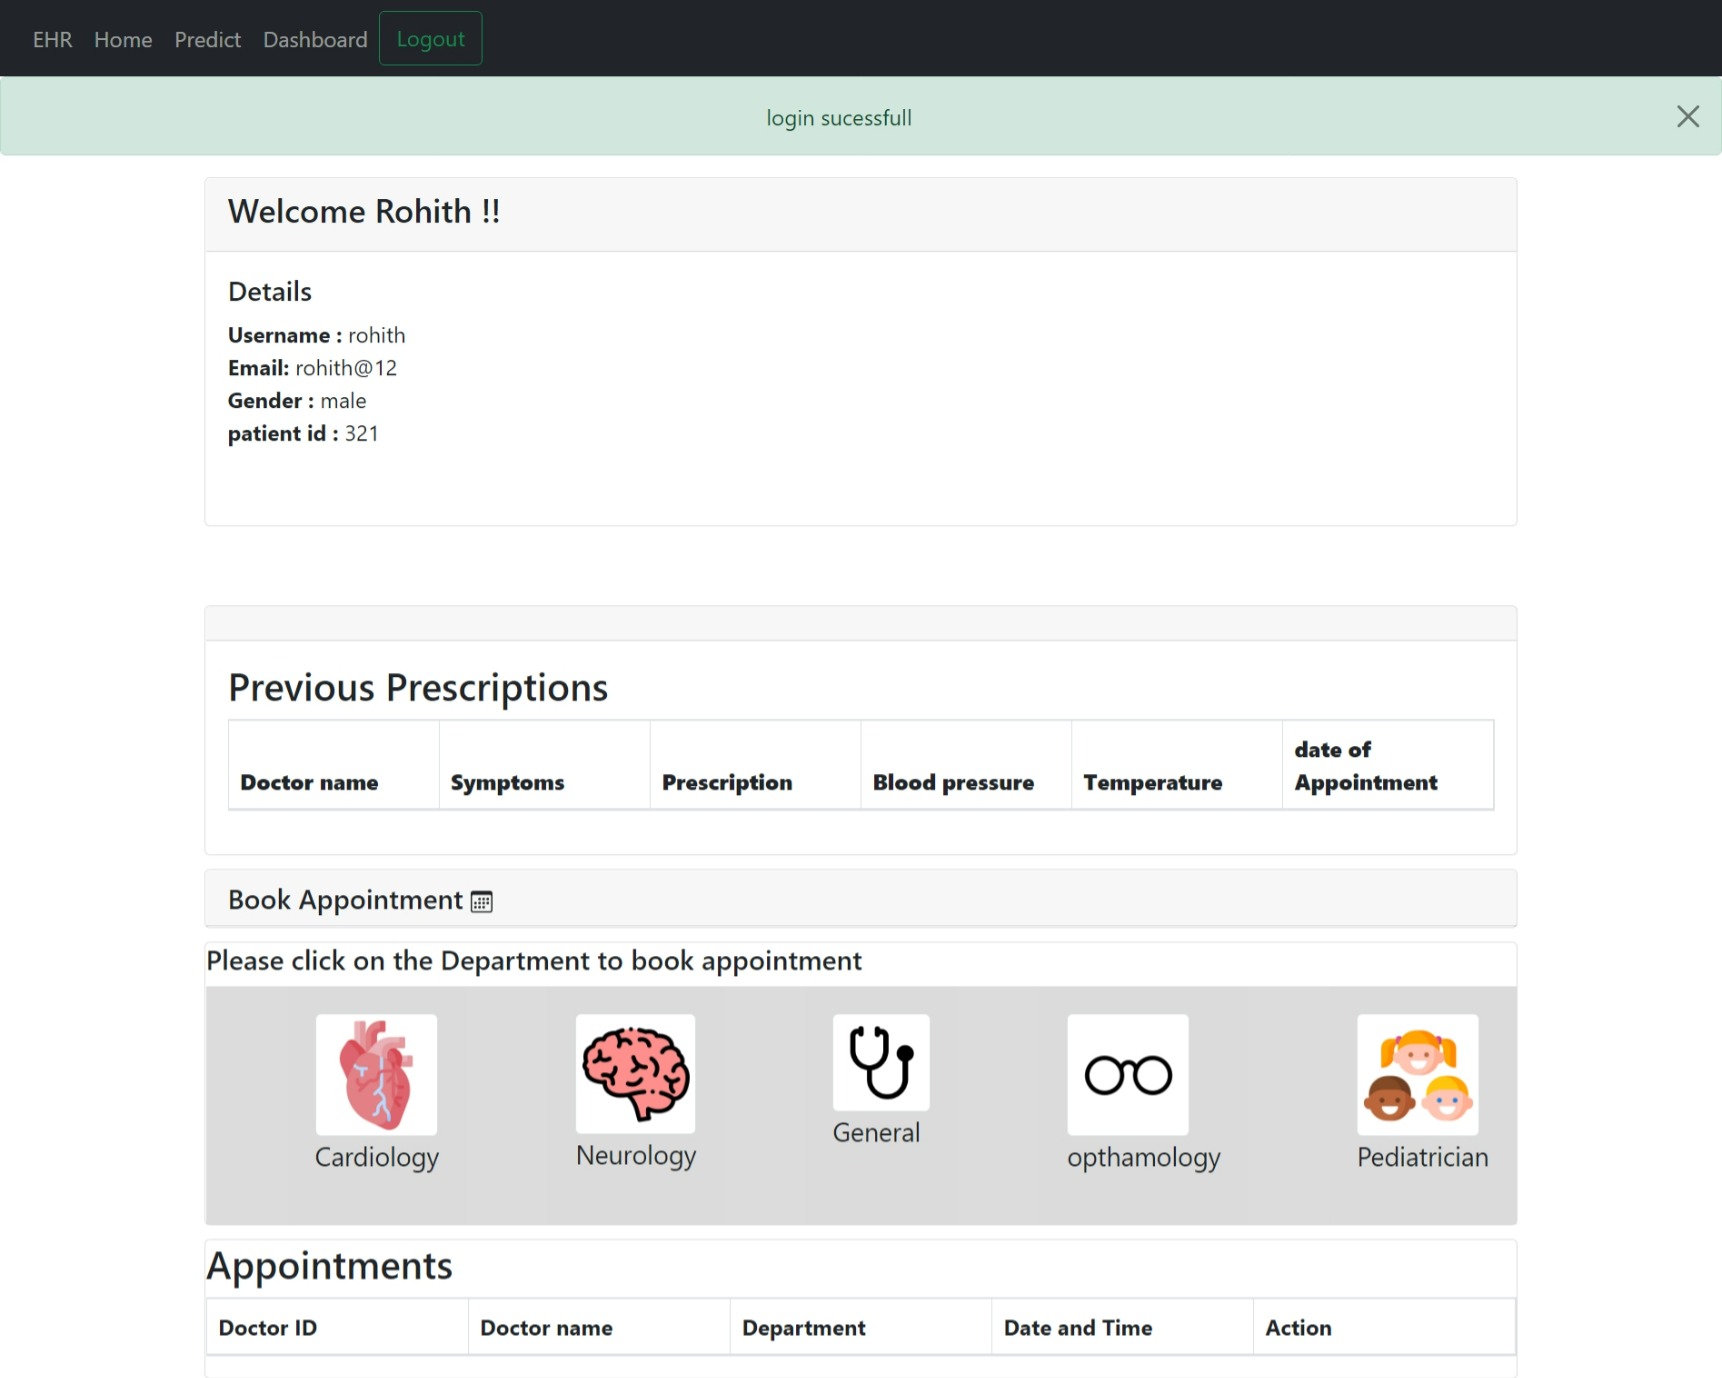 EHR Home Predict Dashboard Logout
login sucessfull
Welcome Rohith !!
Details
Username : rohith
Email: rohith@12
Gender : male
patient id : 321
Previous Prescriptions
Doctor name Symptoms Prescription Blood pressure Temperature date of
Appointment
Book Appointment
Please click on the Department to book appointment
Cardiology Neurology General opthamology Pediatrician
Appointments
Doctor ID Doctor name Department Date and Time Action